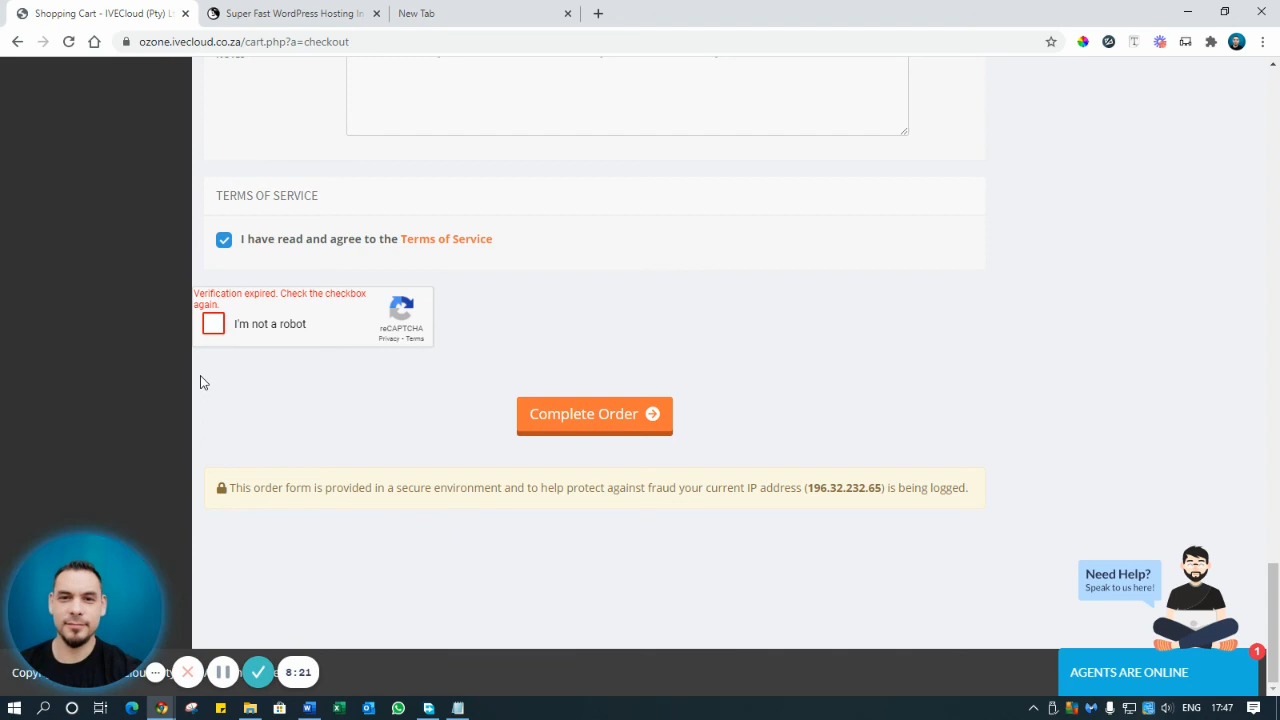 Shopping Cart - IVECloud (Pty) L
Super Fast WordPress Hosting In
New Tab
ozone.ivecloud.co.za/cart.php?a=checkout
TERMS OF SERVICE
I have read and agree to the Terms of Service
Verification expired. Check the checkbox
again.
I'm not a robot
reCAPTCHA
Privacy - Terms
Complete Order
This order form is provided in a secure environment and to help protect against fraud your current IP address (196.32.232.65) is being logged.
Need Help?
Speak to us here!
8:21
1
AGENTS ARE ONLINE
ENG
17:47